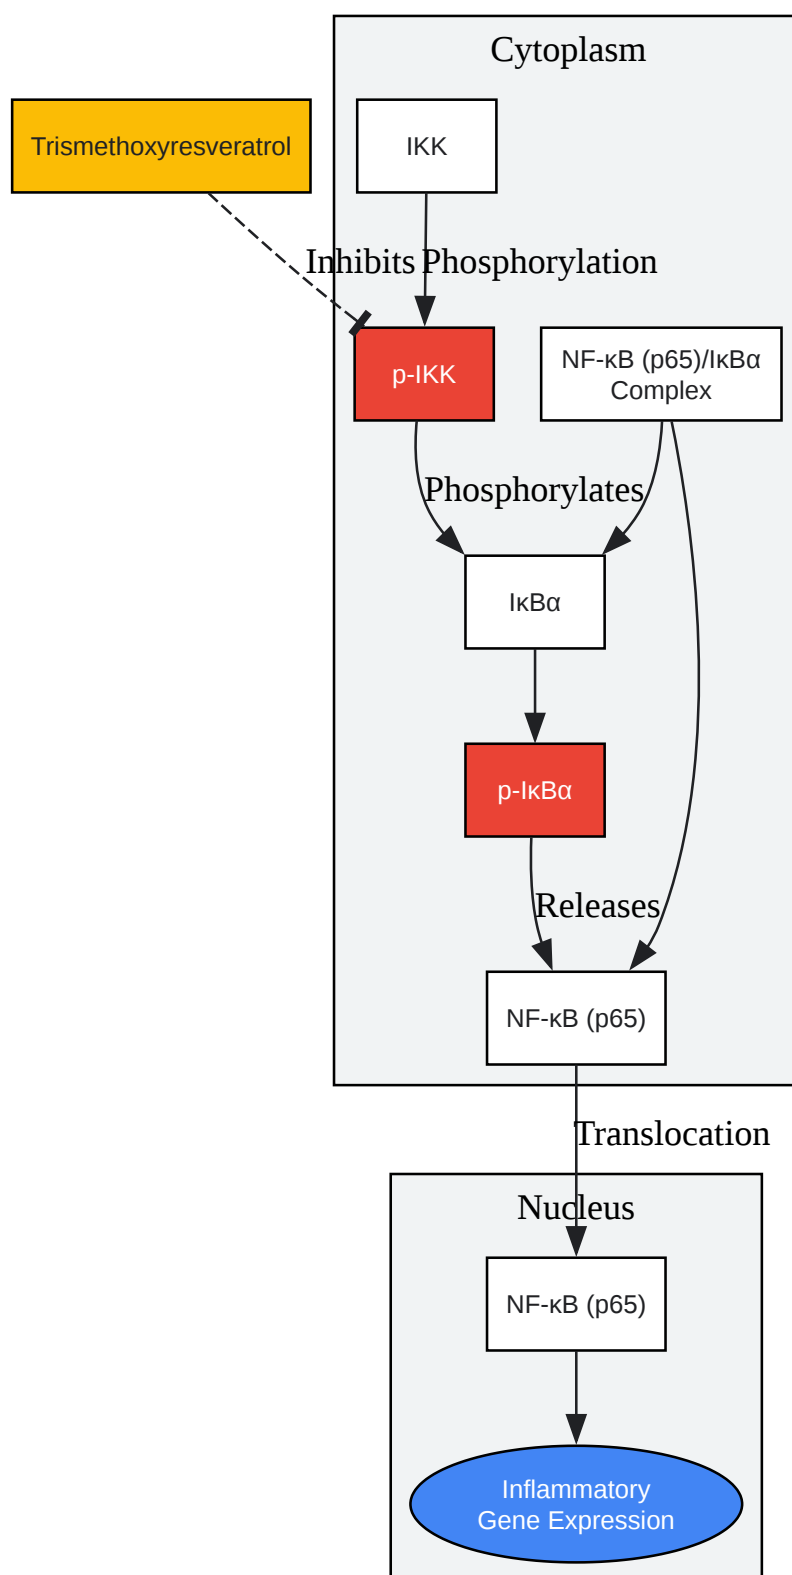 Cytoplasm
Trismethoxyresveratrol
IKK
Inhibits
Phosphorylation
p-IKK
NF-κB (p65)/IκBα
Complex
Phosphorylates
IκBα
p-IκBα
Releases
NF-κB (p65)
Translocation
Nucleus
NF-κB (p65)
Inflammatory
Gene Expression